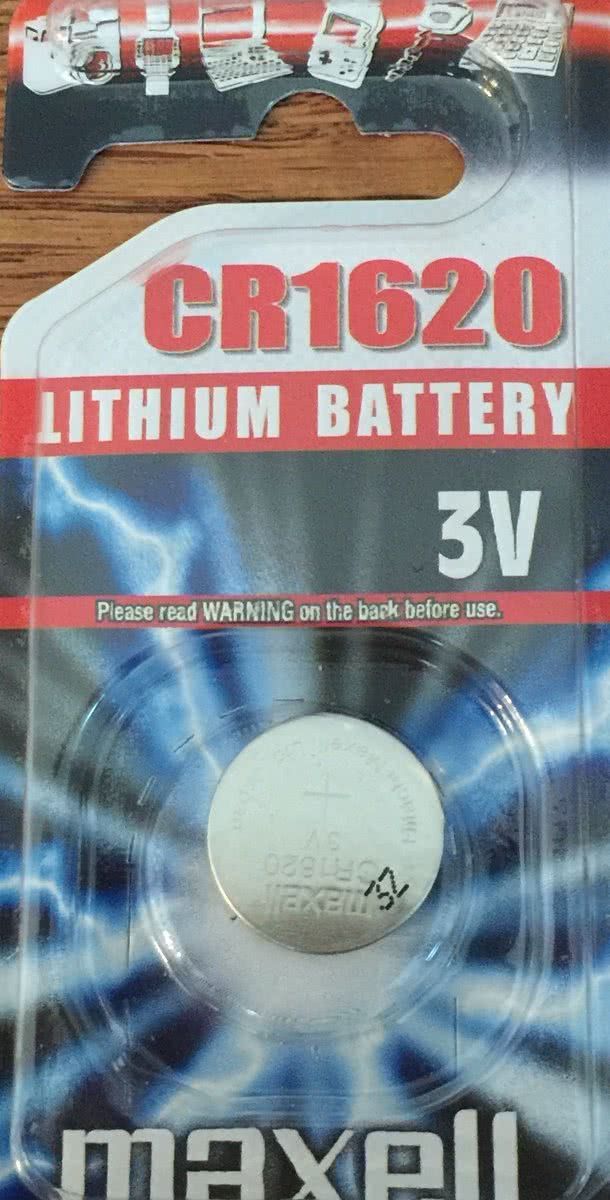 CR1620
LITHIUM BATTERY
3V
Please read WARNING on the back before use.
+
3V
CR1620
maxell
maxell